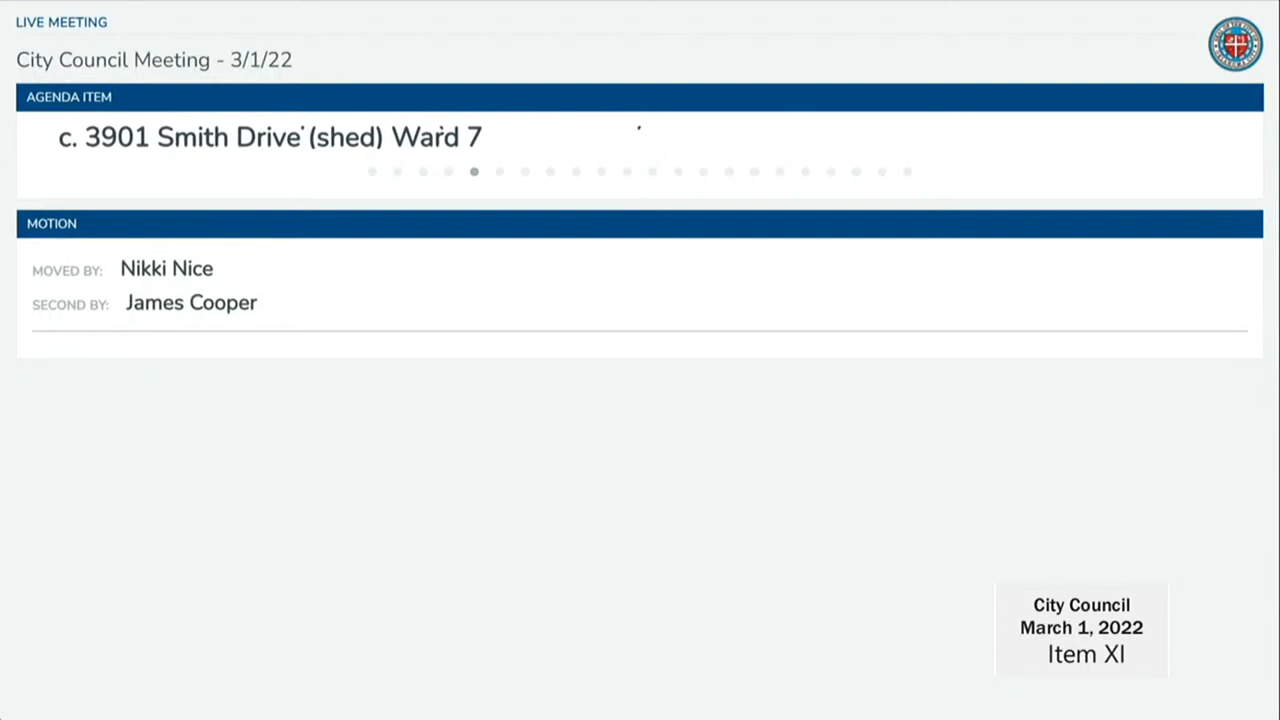 LIVE MEETING
City Council Meeting - 3/1/22
AGENDA ITEM
c. 3901 Smith Drive (shed) Ward 7
MOTION
MOVED BY: Nikki Nice
SECOND BY: James Cooper
City Council
March 1, 2022
Item XI